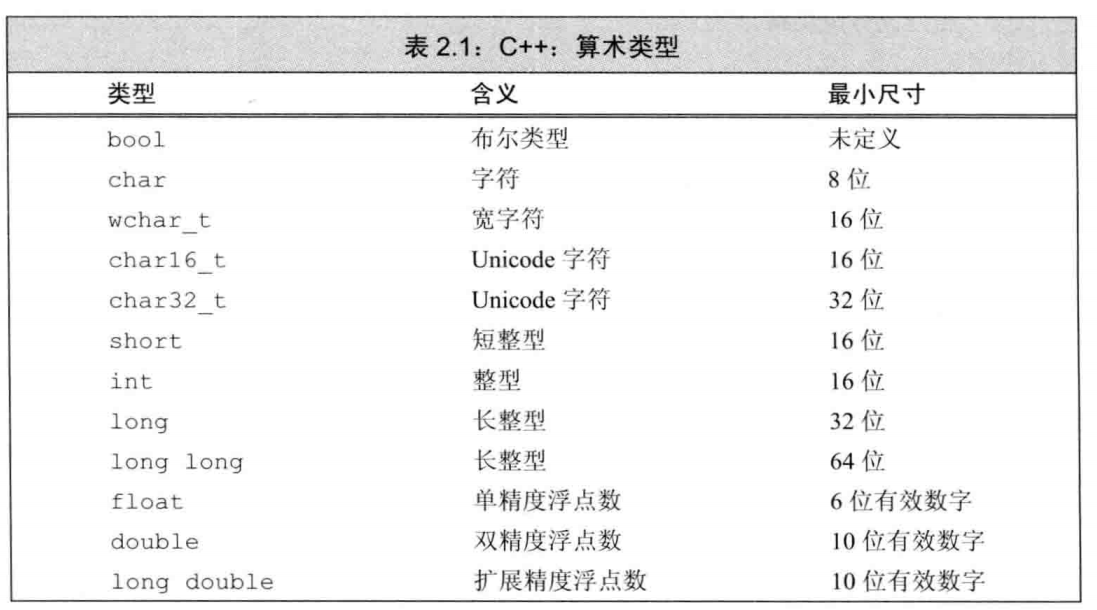 表 2.1：C++：算术类型
类型 含义 最小尺寸
bool 布尔类型 未定义
char 字符 8 位
wchar_t 宽字符 16 位
char16_t Unicode 字符 16 位
char32_t Unicode 字符 32 位
short 短整型 16 位
int 整型 16 位
long 长整型 32 位
long long 长整型 64 位
float 单精度浮点数 6 位有效数字
double 双精度浮点数 10 位有效数字
long double 扩展精度浮点数 10 位有效数字